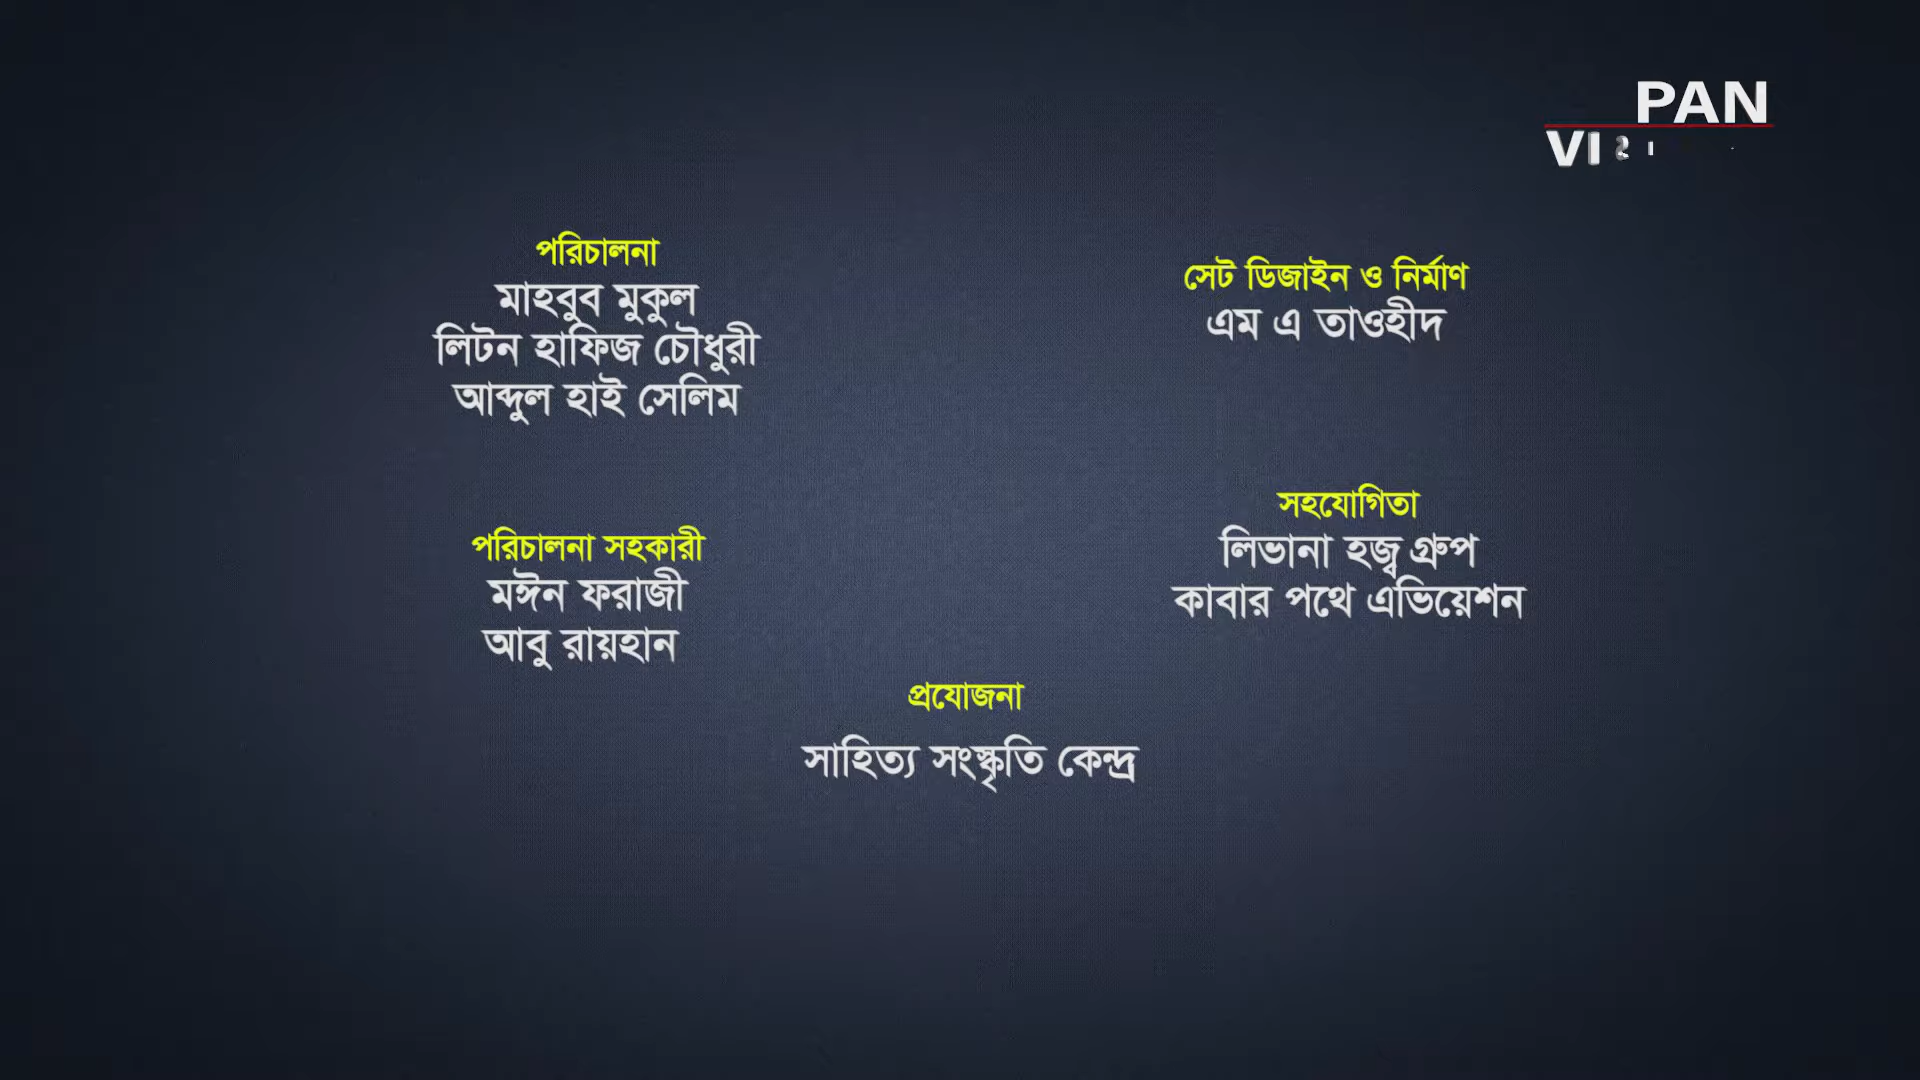 PAN
VI
পরিচালনা
মাহবুব মুকুল
লিটন হাফিজ চৌধুরী
আব্দুল হাই সেলিম
সেট ডিজাইন ও নির্মাণ
এম এ তাওহীদ
পরিচালনা সহকারী
মঈন ফরাজী
আবু রায়হান
সহযোগিতা
লিভানা হজ্ব গ্রুপ
কাবার পথে এভিয়েশন
প্রযোজনা
সাহিত্য সংস্কৃতি কেন্দ্র